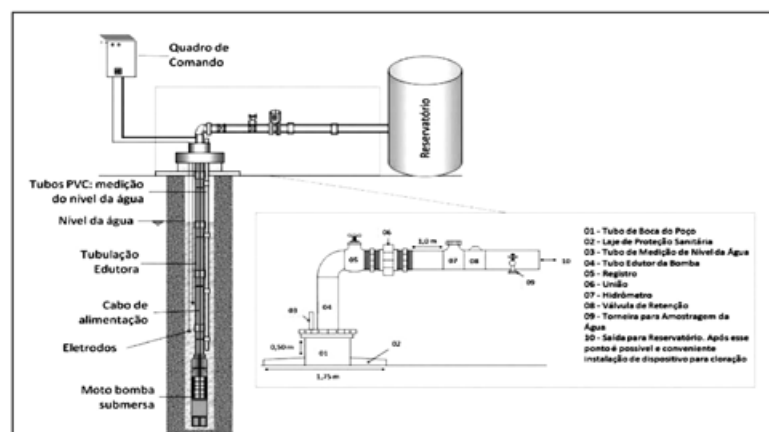 Quadro de
Comando
Reservatório
Tubos PVC: medição
do nível da água
Nível da água
Tubulação
Edutora
Cabo de
alimentação
Eletrodos
Moto bomba
submersa
06
1,0 m
05
07
08
10
09
03
04
0,50 m
01
02
1,75 m
01 - Tubo de Boca do Poço
02 - Laje de Proteção Sanitária
03 - Tubo de Medição de Nível da Água
04 - Tubo Edutor da Bomba
05 - Registro
06 - União
07 - Hidrômetro
08 - Válvula de Retenção
09 - Torneira para Amostragem da
Água
10 - Saída para Reservatório. Após esse
ponto é possível e conveniente
instalação de dispositivo para cloração